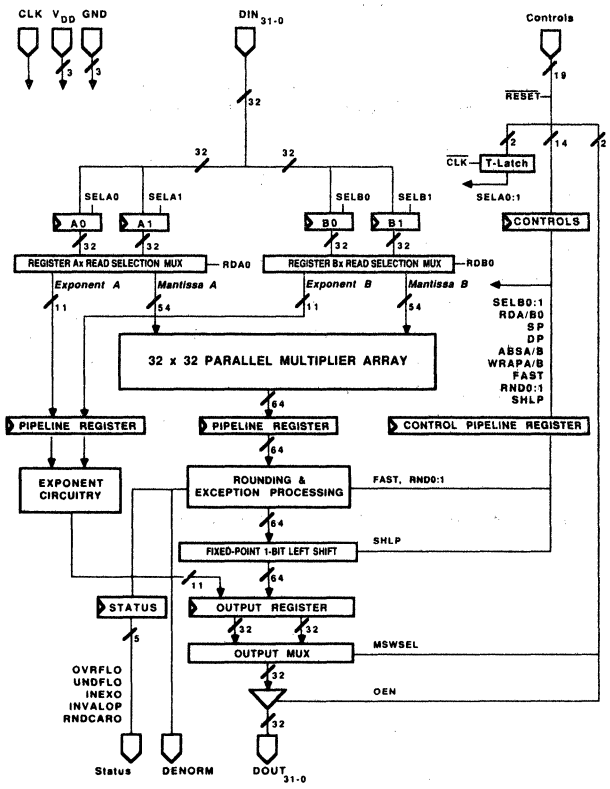 CLK VDD GND DIN31-0 Controls
3 3 19
32 RESET
32 32 2 14 2
CLK T-Latch
SELA0 SELA1 SELB0 SELB1 SELA0:1
A0 A1 B0 B1 CONTROLS
32 32 32 32
REGISTER Ax READ SELECTION MUX RDA0 REGISTER Bx READ SELECTION MUX RDB0
Exponent A Mantissa A Exponent B Mantissa B
11 54 11 54
SELB0:1
RDA/B0
SP
DP
ABSA/B
WRAPA/B
FAST
RND0:1
SHLP
32 x 32 PARALLEL MULTIPLIER ARRAY
64
PIPELINE REGISTER PIPELINE REGISTER CONTROL PIPELINE REGISTER
64
EXPONENT
CIRCUITRY
ROUNDING &
EXCEPTION PROCESSING
FAST, RND0:1
64
FIXED-POINT 1-BIT LEFT SHIFT SHLP
11 64
STATUS OUTPUT REGISTER
5 32 32
OUTPUT MUX MSWSEL
32
OVRFLO
UNDFLO
INEXO
INVALOP
RNDCARO
OEN
32
Status DENORM DOUT31-0